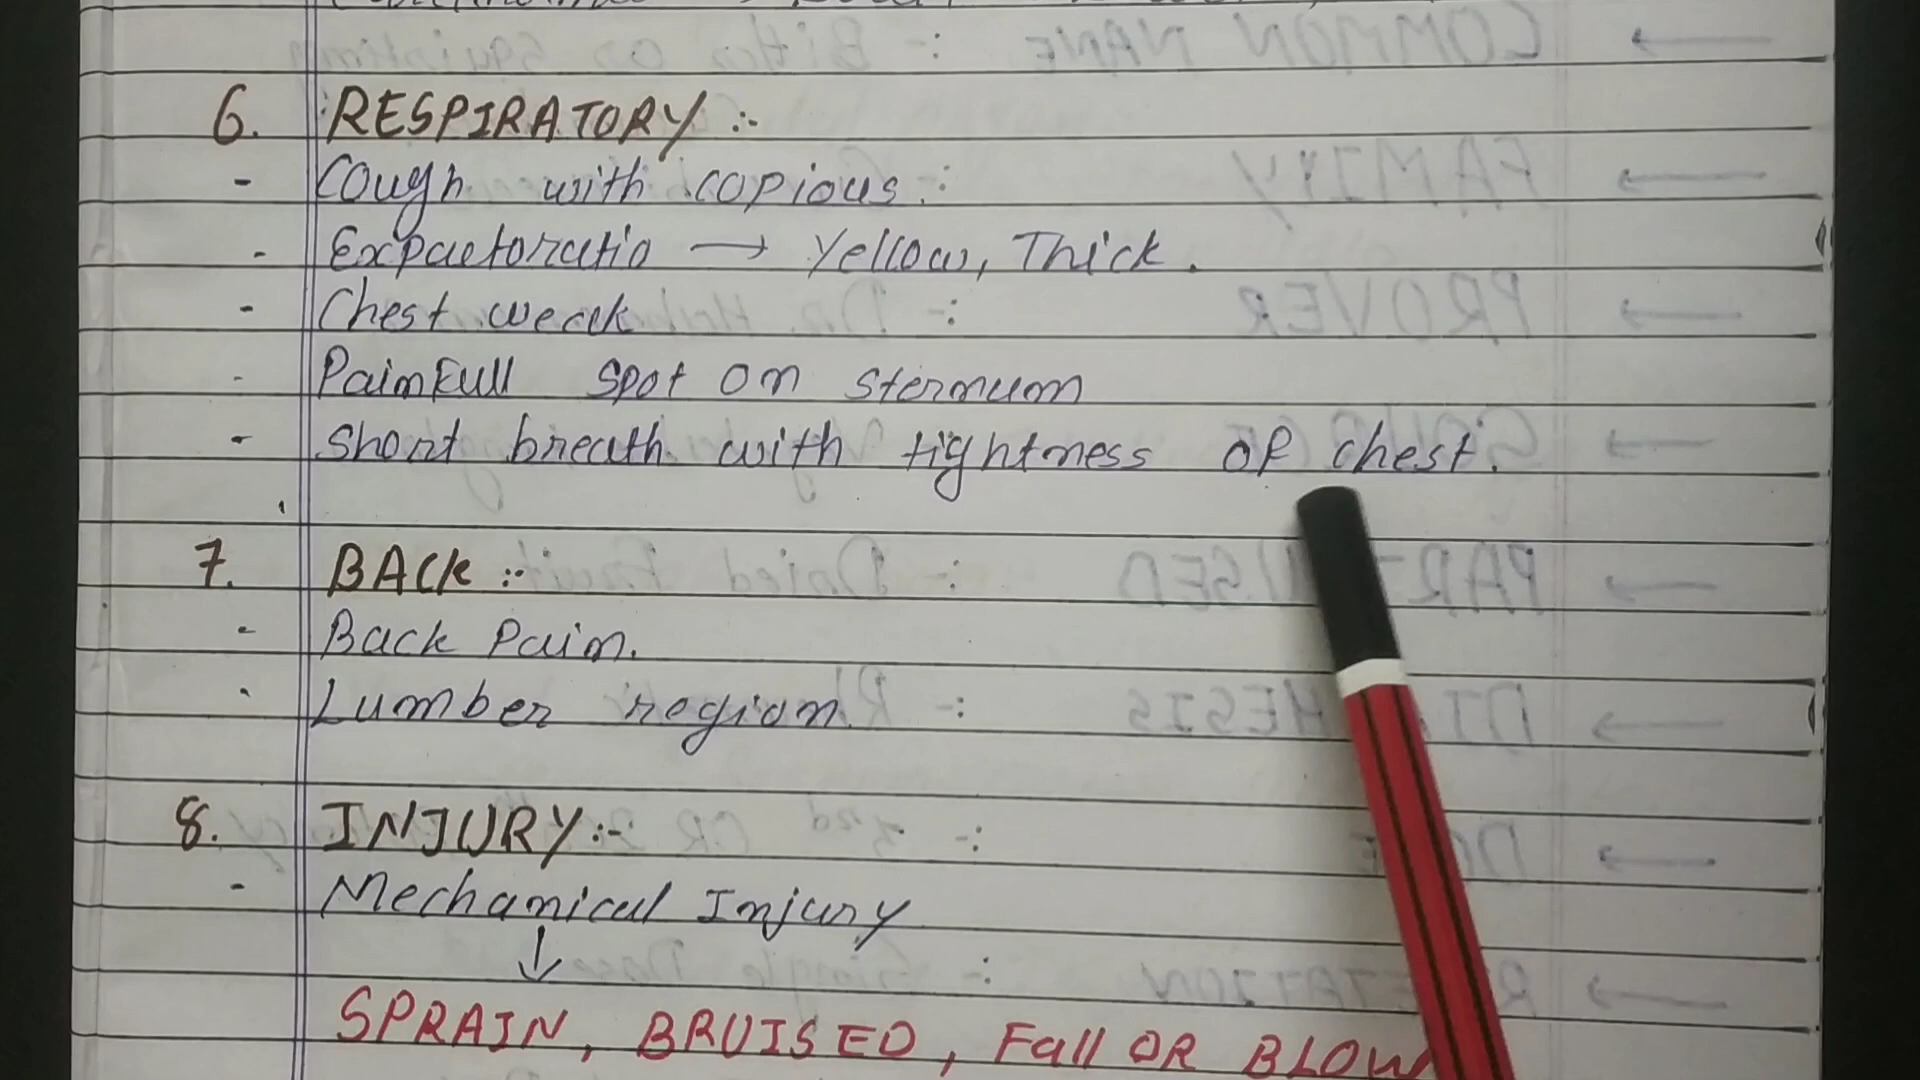 6. RESPIRATORY :-
- Cough with copious.
- Expactoratio → Yellow, Thick.
- Chest weak
- Painfull spot on sternum
- Short breath with tightness of chest.
7. BACK :-
- Back Pain.
- Lumber region
8. INJURY :-
- Mechanical Injury
↓
SPRAIN, BRUISED, Fall OR BLOW